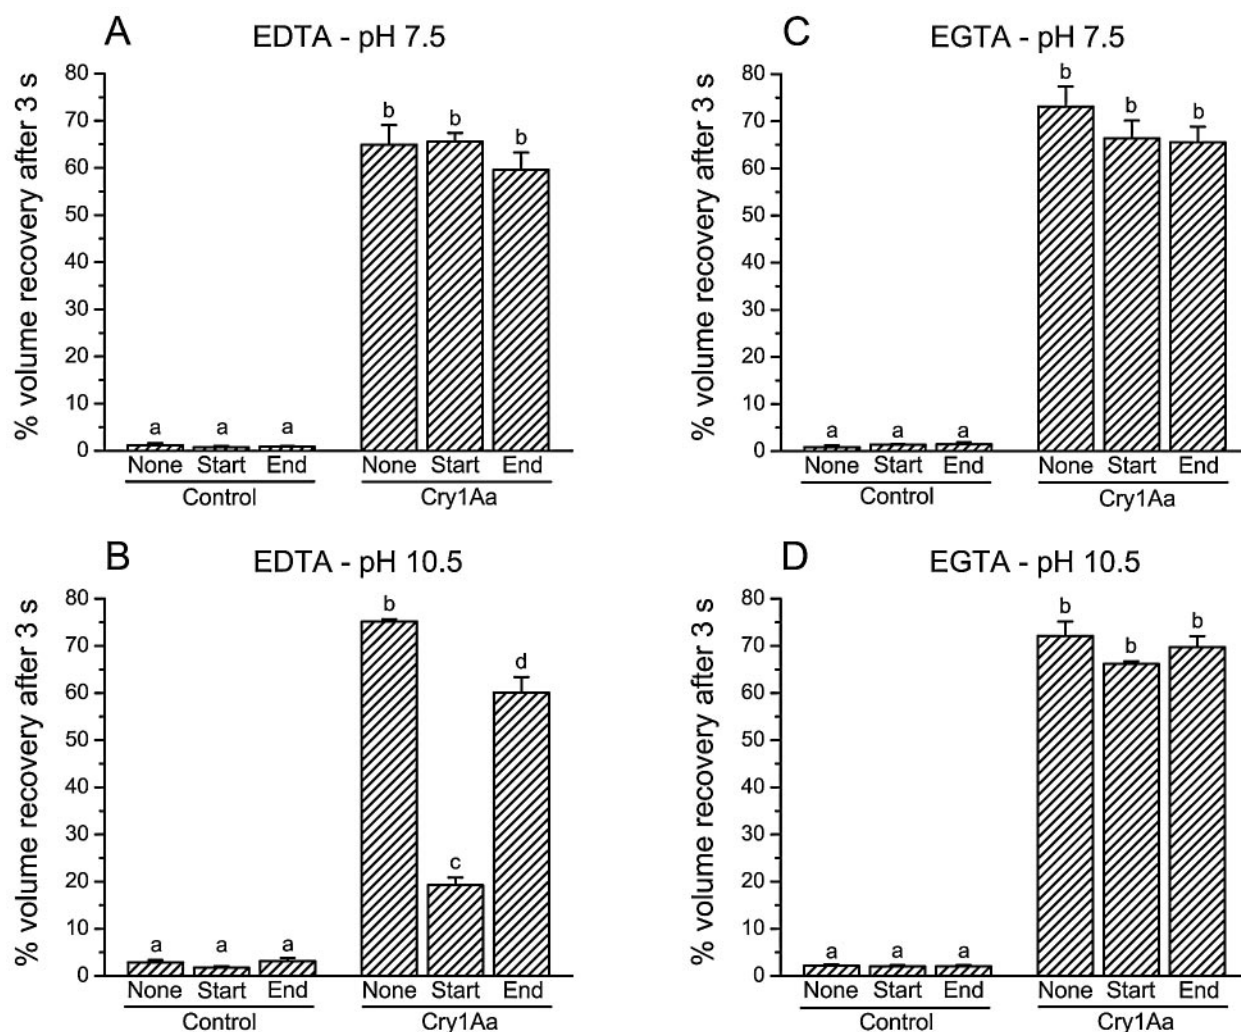 A
EDTA - pH 7.5
% volume recovery after 3 s
80
70
60
50
40
30
20
10
0
a a a
b b b
None Start End None Start End
Control Cry1Aa
C
EGTA - pH 7.5
% volume recovery after 3 s
80
70
60
50
40
30
20
10
0
a a a
b b b
None Start End None Start End
Control Cry1Aa
B
EDTA - pH 10.5
% volume recovery after 3 s
80
70
60
50
40
30
20
10
0
a a a
b c d
None Start End None Start End
Control Cry1Aa
D
EGTA - pH 10.5
% volume recovery after 3 s
80
70
60
50
40
30
20
10
0
a a a
b b b
None Start End None Start End
Control Cry1Aa